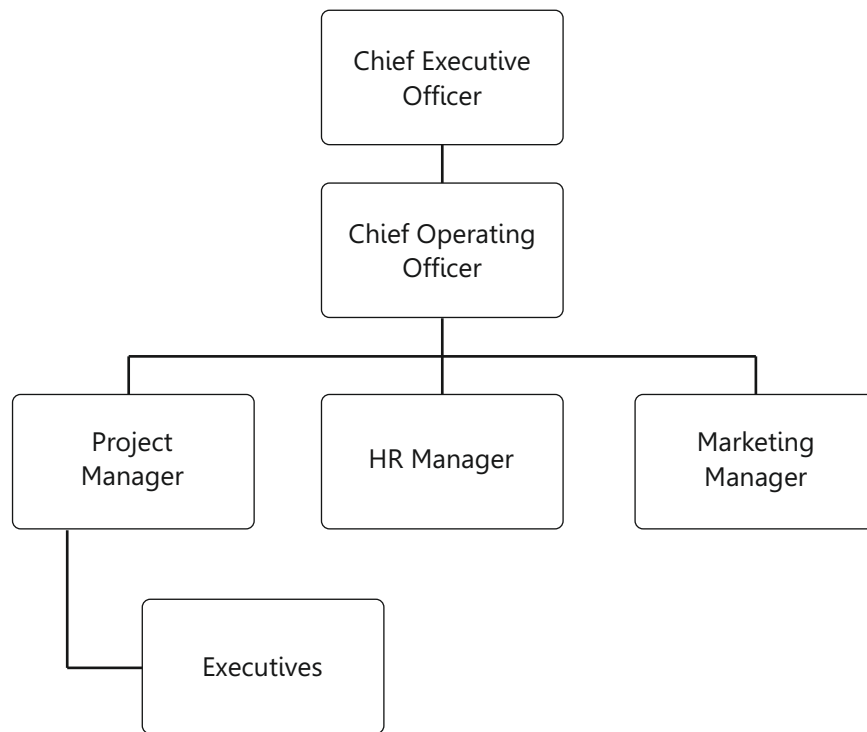 Chief Executive
Officer
Chief Operating
Officer
Project
Manager
HR Manager
Marketing
Manager
Executives